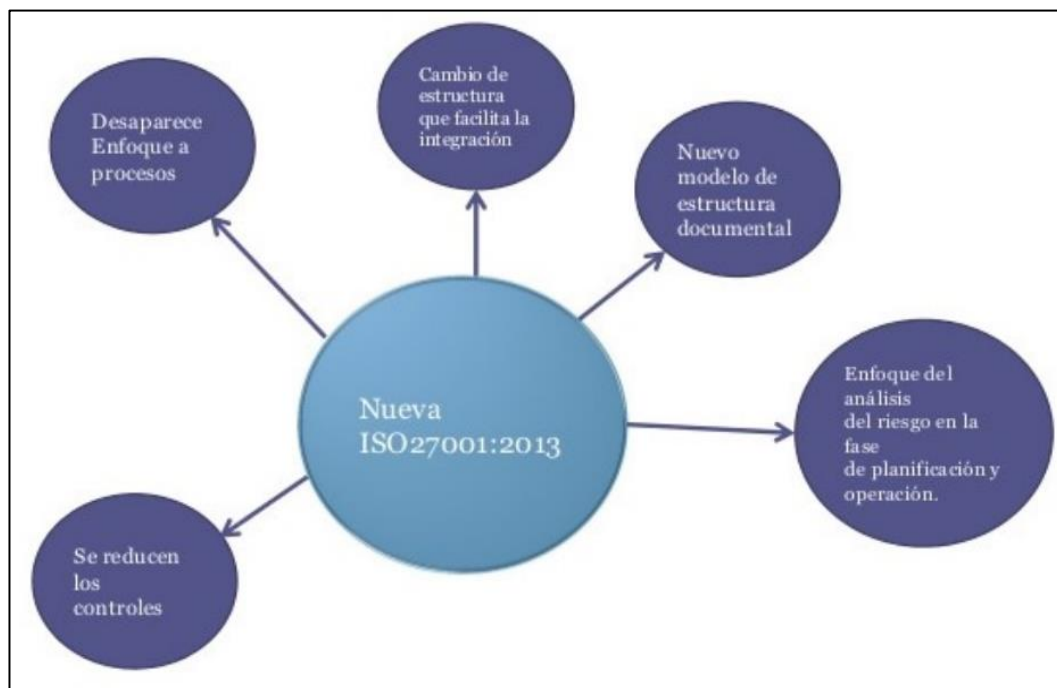 Desaparece
Enfoque a
procesos
Cambio de
estructura
que facilita la
integración
Nuevo
modelo de
estructura
documental
Nueva
ISO27001:2013
Enfoque del
análisis
del riesgo en la
fase
de planificación y
operación.
Se reducen
los
controles